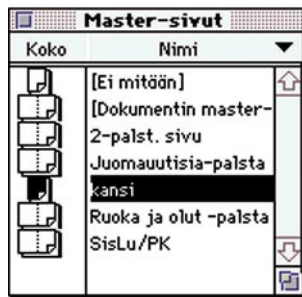 Master-sivut
Koko Nimi
[Ei mitään]
[Dokumentin master-
2-palst. sivu
Juomauutisia-palsta
kansi
Ruoka ja olut -palsta
SisLu/PK